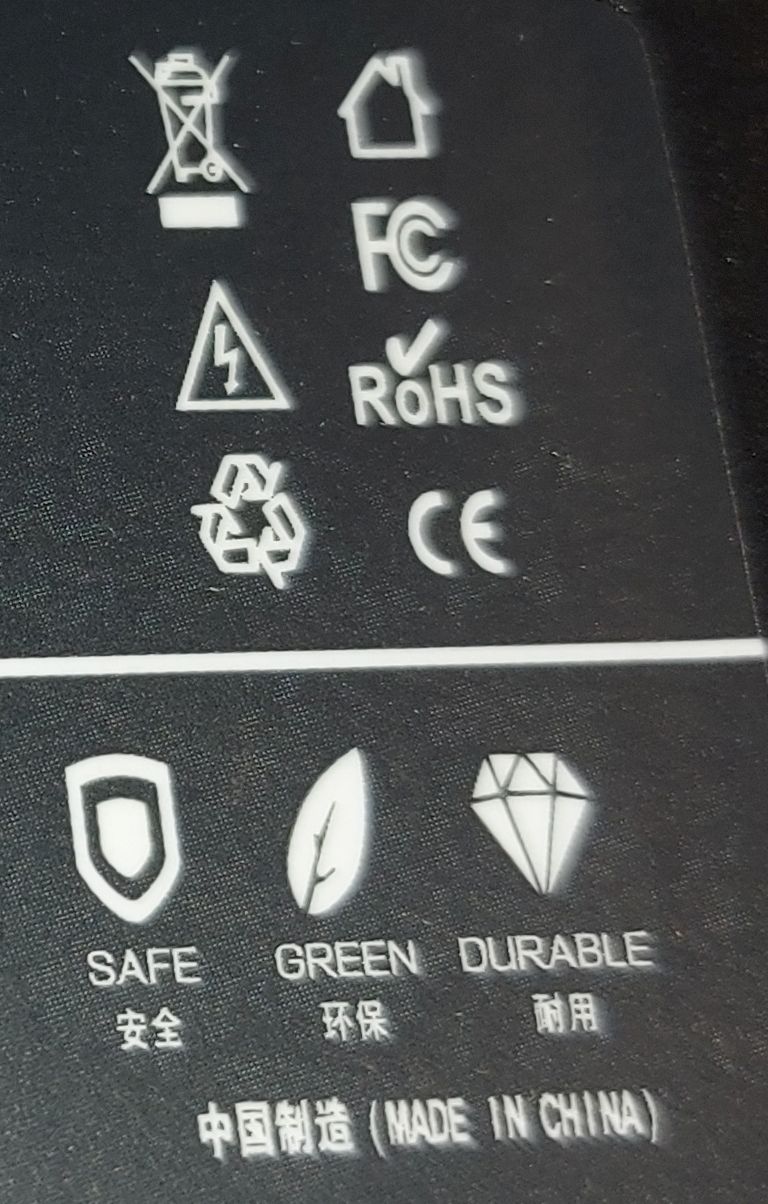 FC
RoHS
CE
SAFE GREEN DURABLE
安全 环保 耐用
中国制造 (MADE IN CHINA)